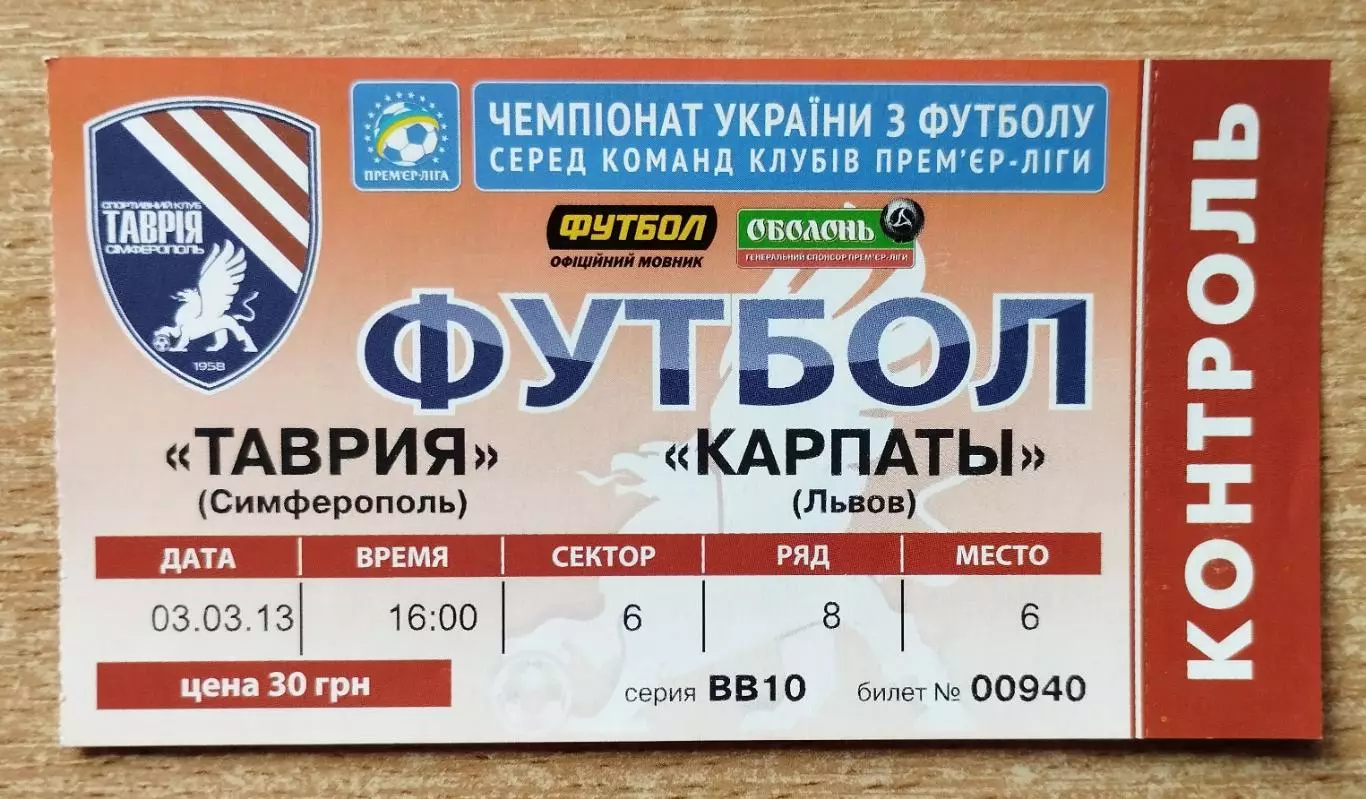 СПОРТИВНИЙ КЛУБ
ТАВРІЯ
СІМФЕРОПОЛЬ
1958
ПРЕМ'ЄР-ЛІГА
ЧЕМПІОНАТ УКРАЇНИ З ФУТБОЛУ
СЕРЕД КОМАНД КЛУБІВ ПРЕМ'ЄР-ЛІГИ
ФУТБОЛ
ОФІЦІЙНИЙ МОВНИК
ОБОЛОНЬ
ГЕНЕРАЛЬНИЙ СПОНСОР ПРЕМ'ЄР-ЛІГИ
ФУТБОЛ
«ТАВРИЯ» «КАРПАТЫ»
(Симферополь) (Львов)
ДАТА ВРЕМЯ СЕКТОР РЯД МЕСТО
03.03.13 16:00 6 8 6
цена 30 грн серия ВВ10 билет № 00940
КОНТРОЛЬ